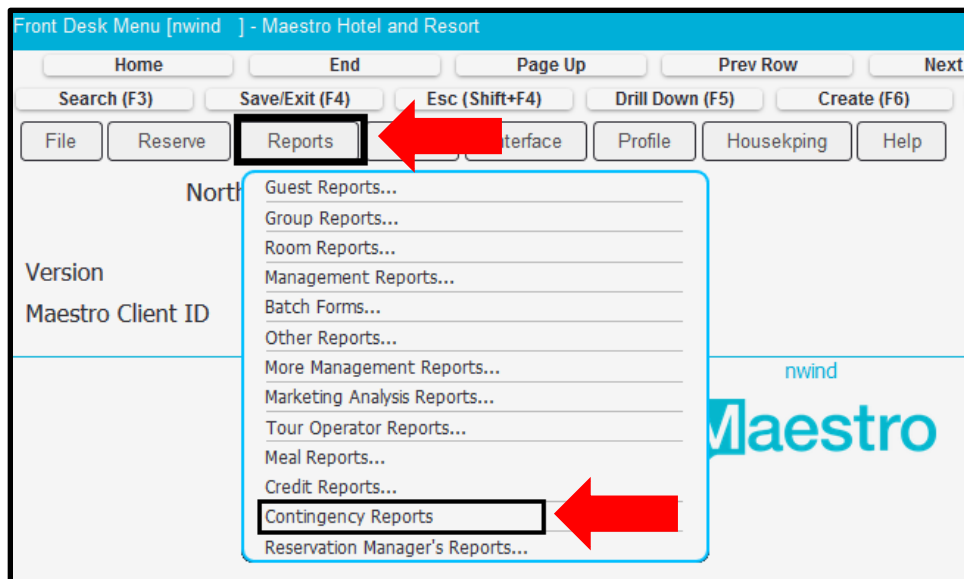 Front Desk Menu [nwind ] - Maestro Hotel and Resort
Home End Page Up Prev Row Next
Search (F3) Save/Exit (F4) Esc (Shift+F4) Drill Down (F5) Create (F6)
File Reserve Reports terface Profile Housekping Help
North
Guest Reports...
Group Reports...
Room Reports...
Version
Management Reports...
Batch Forms...
Maestro Client ID
Other Reports...
More Management Reports...
nwind
Marketing Analysis Reports...
Maestro
Tour Operator Reports...
Meal Reports...
Credit Reports...
Contingency Reports
Reservation Manager's Reports...